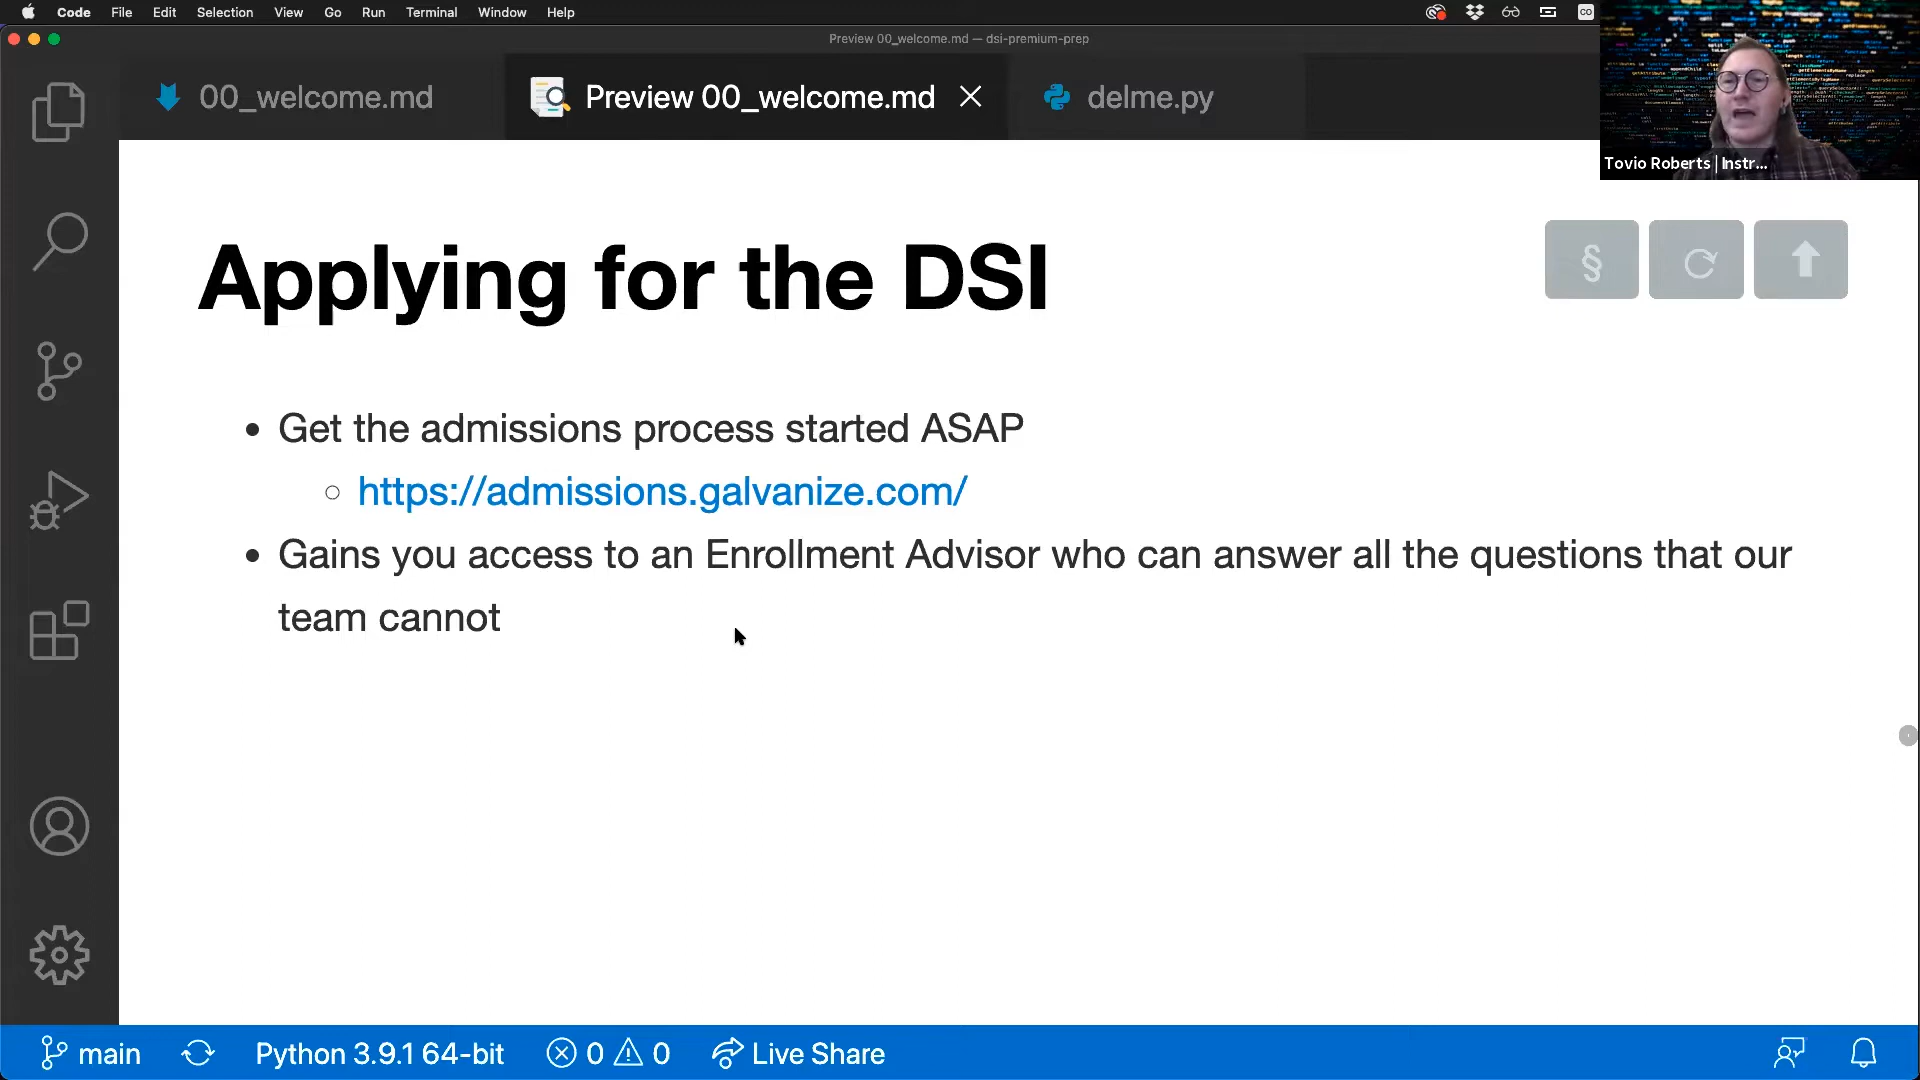 Code File Edit Selection View Go Run Terminal Window Help
Preview 00_welcome.md — dsi-premium-prep
00_welcome.md
Preview 00_welcome.md
delme.py
Tovio Roberts | Instr...
Applying for the DSI
• Get the admissions process started ASAP
○ https://admissions.galvanize.com/
• Gains you access to an Enrollment Advisor who can answer all the questions that our
team cannot
main Python 3.9.1 64-bit 0 0 Live Share